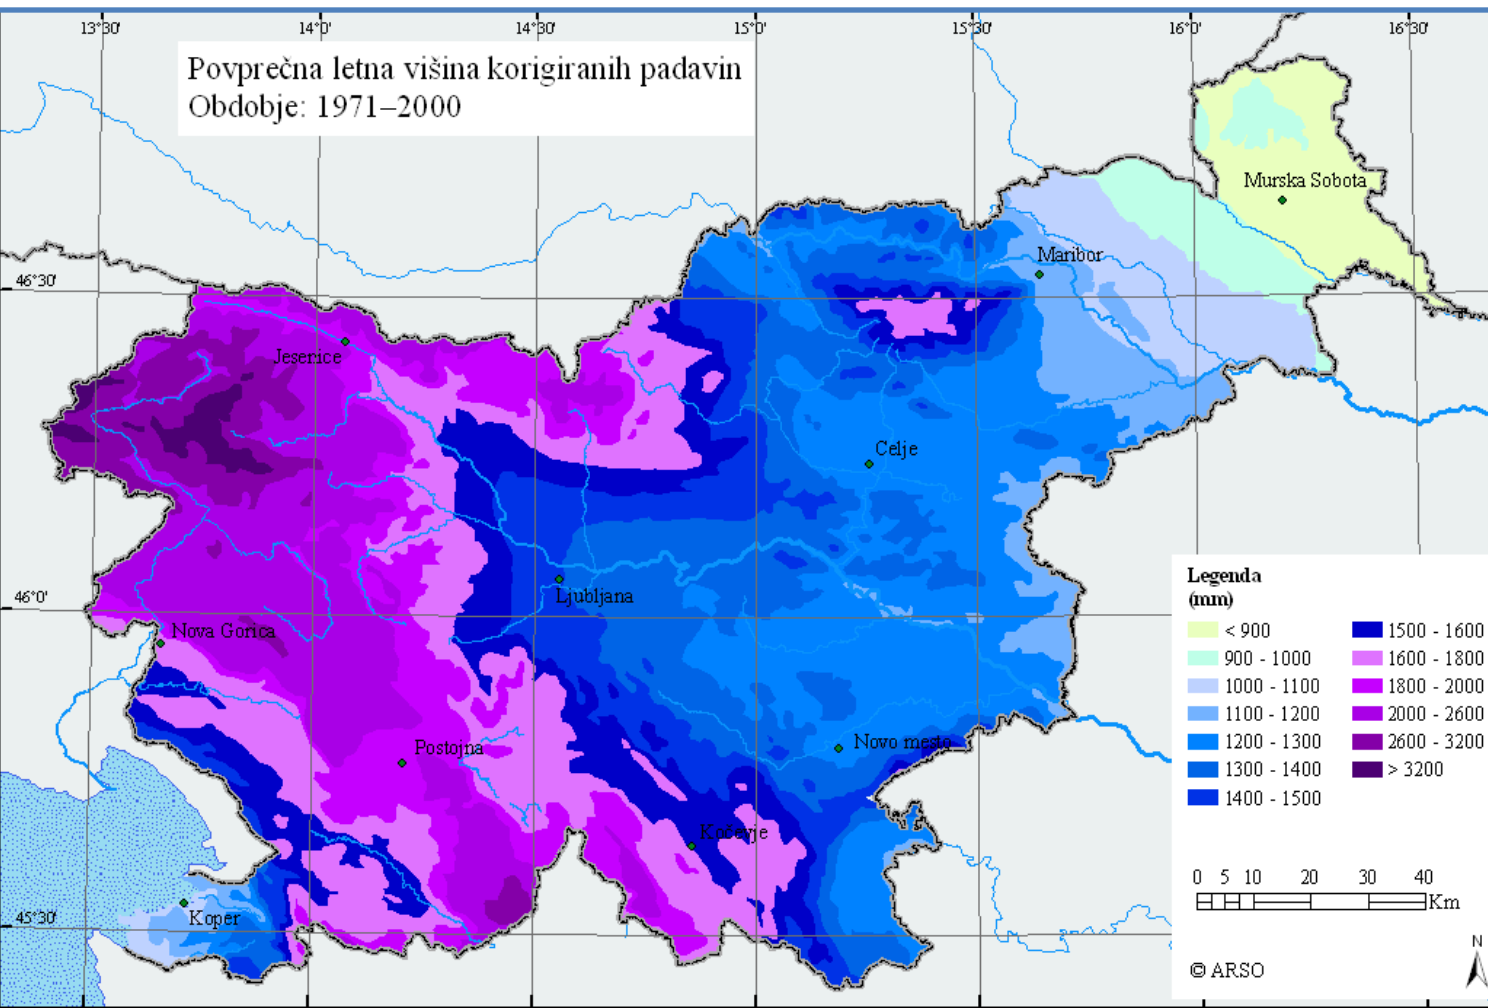 13°30'
14°0'
14°30'
15°0'
15°30'
16°0'
16°30'
Povprečna letna višina korigiranih padavin
Obdobje: 1971–2000
Murska Sobota
Maribor
46°30'
Jesenice
Celje
46°0'
Ljubljana
Nova Gorica
Postojna
Novo mesto
Kočevje
Koper
45°30'
Legenda
(mm)
< 900
900 - 1000
1000 - 1100
1100 - 1200
1200 - 1300
1300 - 1400
1400 - 1500
1500 - 1600
1600 - 1800
1800 - 2000
2000 - 2600
2600 - 3200
> 3200
0 5 10 20 30 40
Km
N
© ARSO